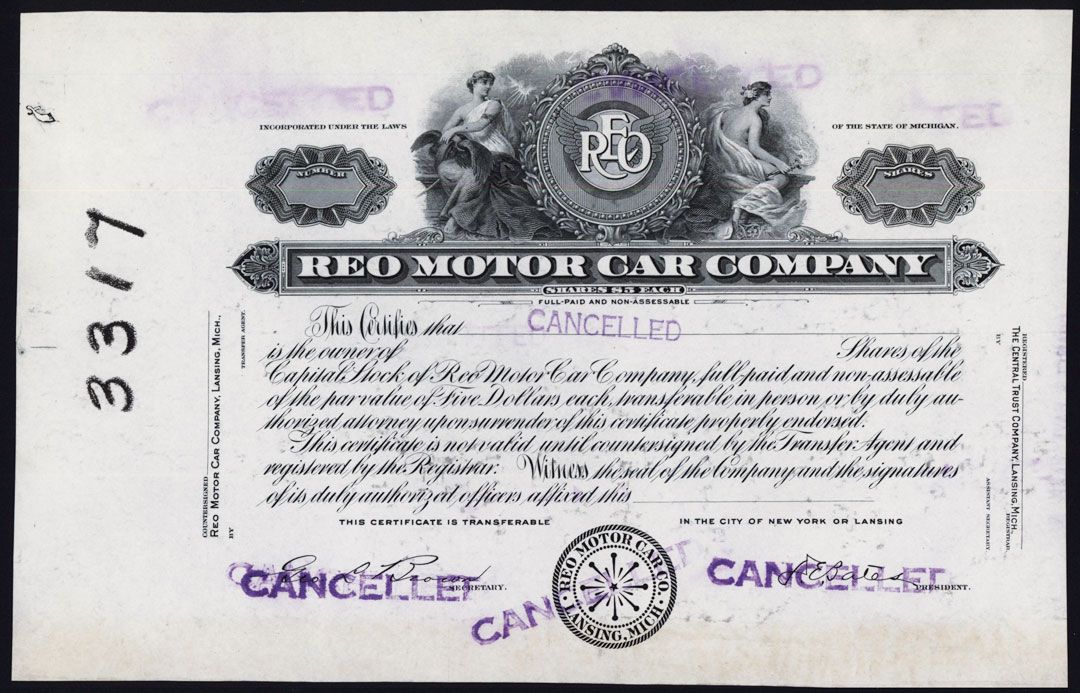 CANCELLED
CANCELLED
INCORPORATED UNDER THE LAWS
OF THE STATE OF MICHIGAN.
NUMBER
REO
SHARES
3317
REO MOTOR CAR COMPANY
SHARES $5 EACH
FULL-PAID AND NON-ASSESSABLE
This Certifies that
CANCELLED
is the owner of Shares of the
Capital Stock of Reo Motor Car Company, full-paid and non-assessable
of the par value of Five Dollars each, transferable in person or by duly au-
thorized attorney upon surrender of this certificate properly endorsed.
This certificate is not valid until countersigned by the Transfer Agent and
registered by the Registrar. Witness the seal of the Company and the signatures
of its duly authorized officers affixed this
THIS CERTIFICATE IS TRANSFERABLE IN THE CITY OF NEW YORK OR LANSING
COUNTERSIGNED
REO MOTOR CAR COMPANY, LANSING, MICH.,
TRANSFER AGENT.
BY
REGISTERED
THE CENTRAL TRUST COMPANY, LANSING, MICH.,
REGISTRAR.
BY
ASSISTANT SECRETARY.
Geo C Brown
SECRETARY.
CANCELLED
REO MOTOR CAR CO.
LANSING, MICH.
CAN
Bates
PRESIDENT.
CANCELLED